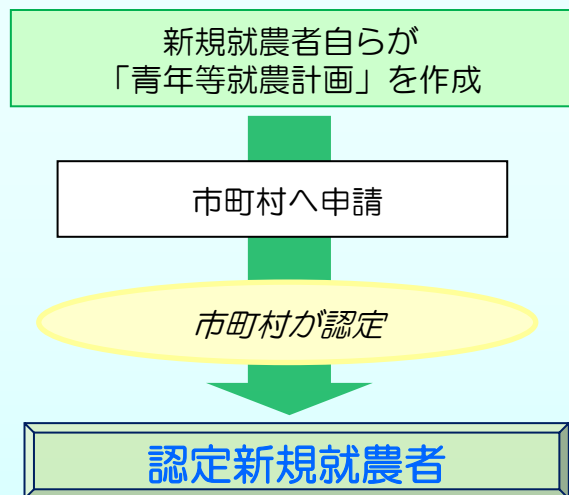 新規就農者自らが
「青年等就農計画」を作成
市町村へ申請
市町村が認定
認定新規就農者